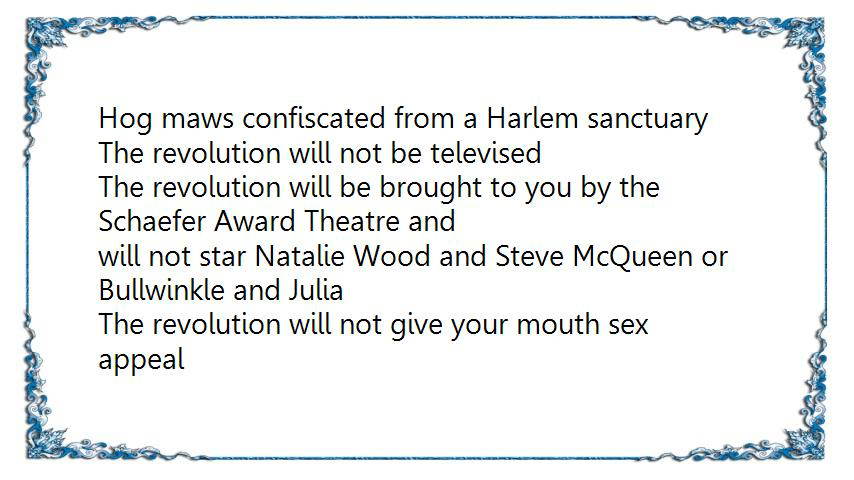 Hog maws confiscated from a Harlem sanctuary
The revolution will not be televised
The revolution will be brought to you by the
Schaefer Award Theatre and
will not star Natalie Wood and Steve McQueen or
Bullwinkle and Julia
The revolution will not give your mouth sex
appeal